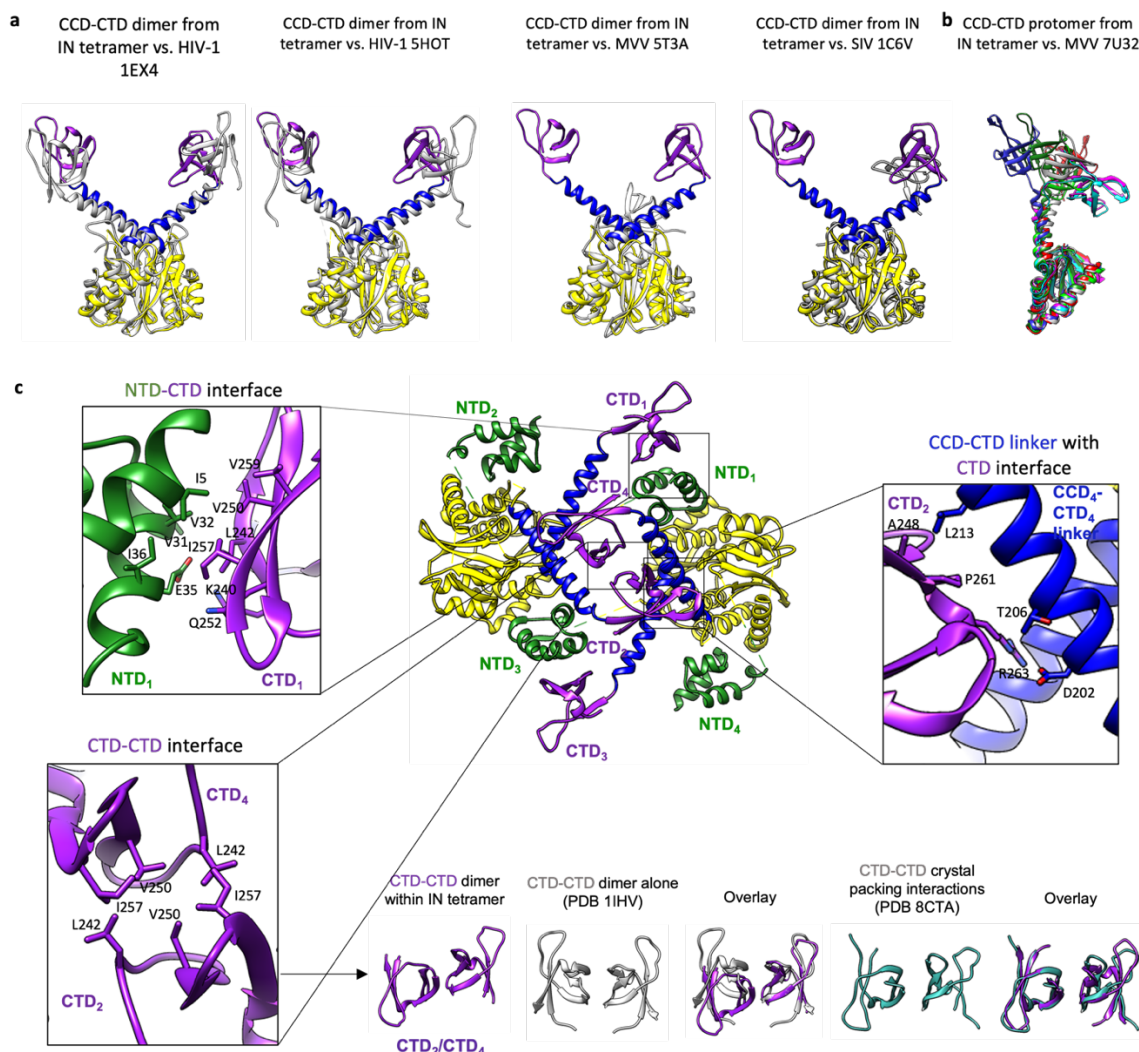 a
CCD-CTD dimer from
IN tetramer vs. HIV-1
1EX4
CCD-CTD dimer from IN
tetramer vs. HIV-1 5HOT
CCD-CTD dimer from IN
tetramer vs. MVV 5T3A
CCD-CTD dimer from IN
tetramer vs. SIV 1C6V
b
CCD-CTD protomer from
IN tetramer vs. MVV 7U32
c
NTD-CTD interface
I5
V259
V250
V32
L242
V31
I257
I36
E35
K240
Q252
NTD1
CTD1
NTD2
CTD1
NTD1
CTD4
CTD2
NTD3
NTD4
CTD3
CCD-CTD linker with
CTD interface
CTD2
CCD4-
CTD4
linker
A248
L213
P261
T206
R263
D202
CTD-CTD interface
CTD4
L242
V250
I257
I257
L242
V250
CTD2
CTD-CTD dimer
within IN tetramer
CTD2/CTD4
CTD-CTD dimer alone
(PDB 1IHV)
Overlay
CTD-CTD crystal
packing interactions
(PDB 8CTA)
Overlay